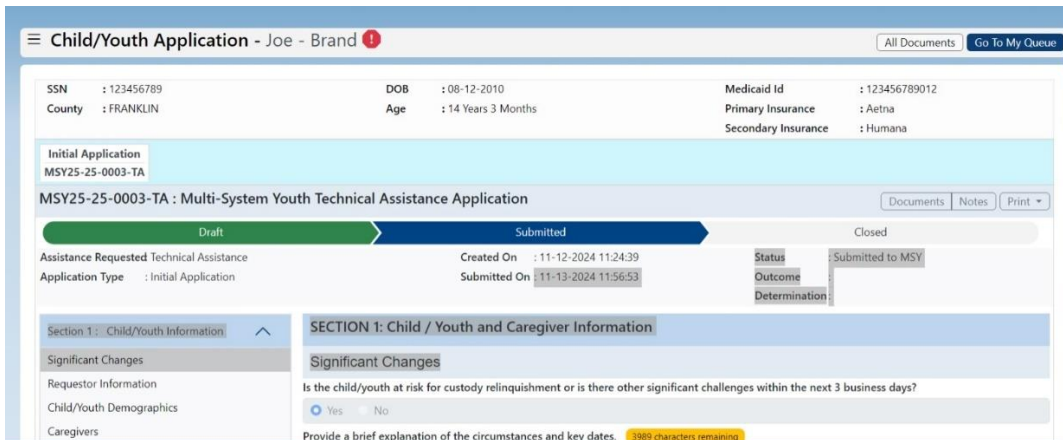 Child/Youth Application - Joe - Brand
All Documents Go To My Queue
SSN : 123456789 DOB : 08-12-2010 Medicaid Id : 123456789012
County : FRANKLIN Age : 14 Years 3 Months Primary Insurance : Aetna
Secondary Insurance : Humana
Initial Application
MSY25-25-0003-TA
MSY25-25-0003-TA : Multi-System Youth Technical Assistance Application Documents Notes Print
Draft Submitted Closed
Assistance Requested Technical Assistance Created On : 11-12-2024 11:24:39 Status : Submitted to MSY
Application Type : Initial Application Submitted On : 11-13-2024 11:56:53 Outcome :
Determination :
Section 1 : Child/Youth Information
Significant Changes
Requestor Information
Child/Youth Demographics
Caregivers
SECTION 1: Child / Youth and Caregiver Information
Significant Changes
Is the child/youth at risk for custody relinquishment or is there other significant challenges within the next 3 business days?
Yes No
Provide a brief explanation of the circumstances and key dates. 3989 characters remaining